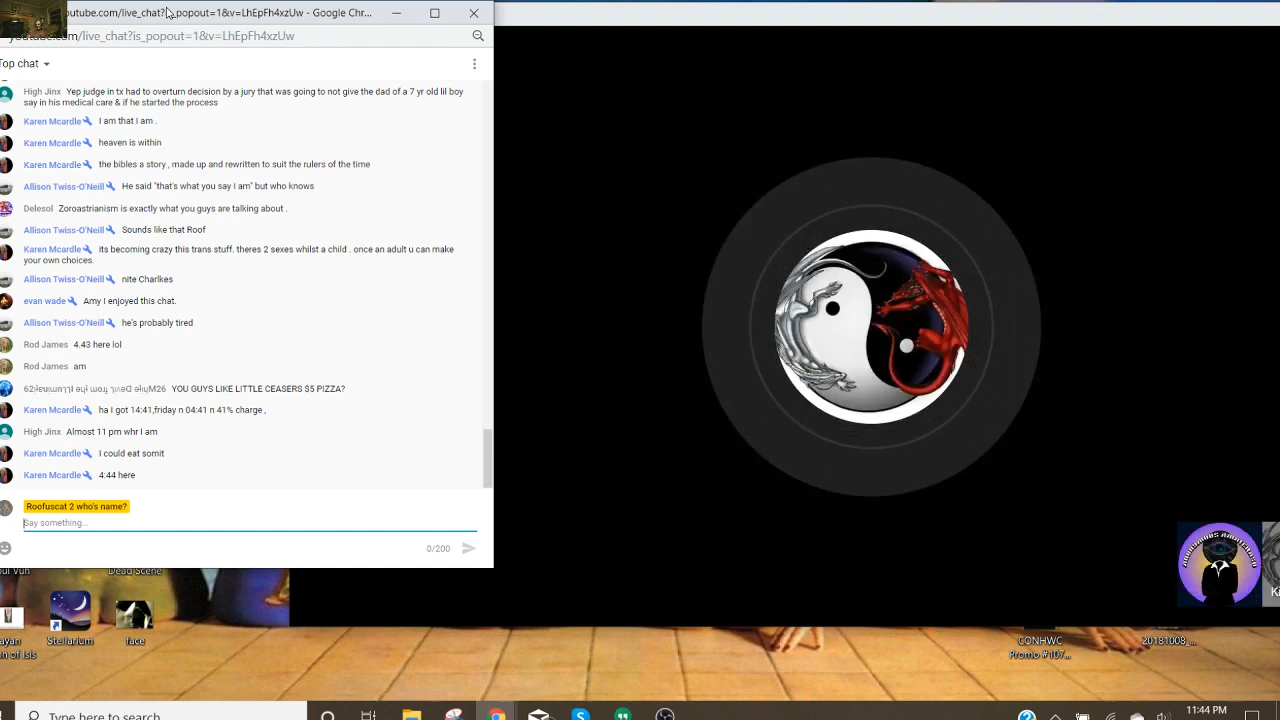 youtube.com/live_chat?is_popout=1&v=LhEpFh4xzUw - Google Chr...
youtube.com/live_chat?is_popout=1&v=LhEpFh4xzUw
Top chat
High Jinx Yep judge in tx had to overturn decision by a jury that was going to not give the dad of a 7 yr old lil boy
say in his medical care & if he started the process
Karen Mcardle I am that I am .
Karen Mcardle heaven is within
Karen Mcardle the bibles a story , made up and rewritten to suit the rulers of the time
Allison Twiss-O'Neill He said "that's what you say I am" but who knows
Delesol Zoroastrianism is exactly what you guys are talking about .
Allison Twiss-O'Neill Sounds like that Roof
Karen Mcardle its becoming crazy this trans stuff. theres 2 sexes whilst a child . once an adult u can make
your own choices.
Allison Twiss-O'Neill nite Charlkes
evan wade Amy I enjoyed this chat.
Allison Twiss-O'Neill he's probably tired
Rod James 4.43 here lol
Rod James am
YOU GUYS LIKE LITTLE CEASERS $5 PIZZA?
Karen Mcardle ha I got 14:41,friday n 04:41 n 41% charge ,
High Jinx Almost 11 pm whr I am
Karen Mcardle I could eat somit
Karen Mcardle 4:44 here
Roofuscat 2 who's name?
Say something...
0/200
Dead Scene
Stellarium
face
on of Isis
CONHWC
Promo #107...
20181008_...
Ki
Type here to search
11:44 PM